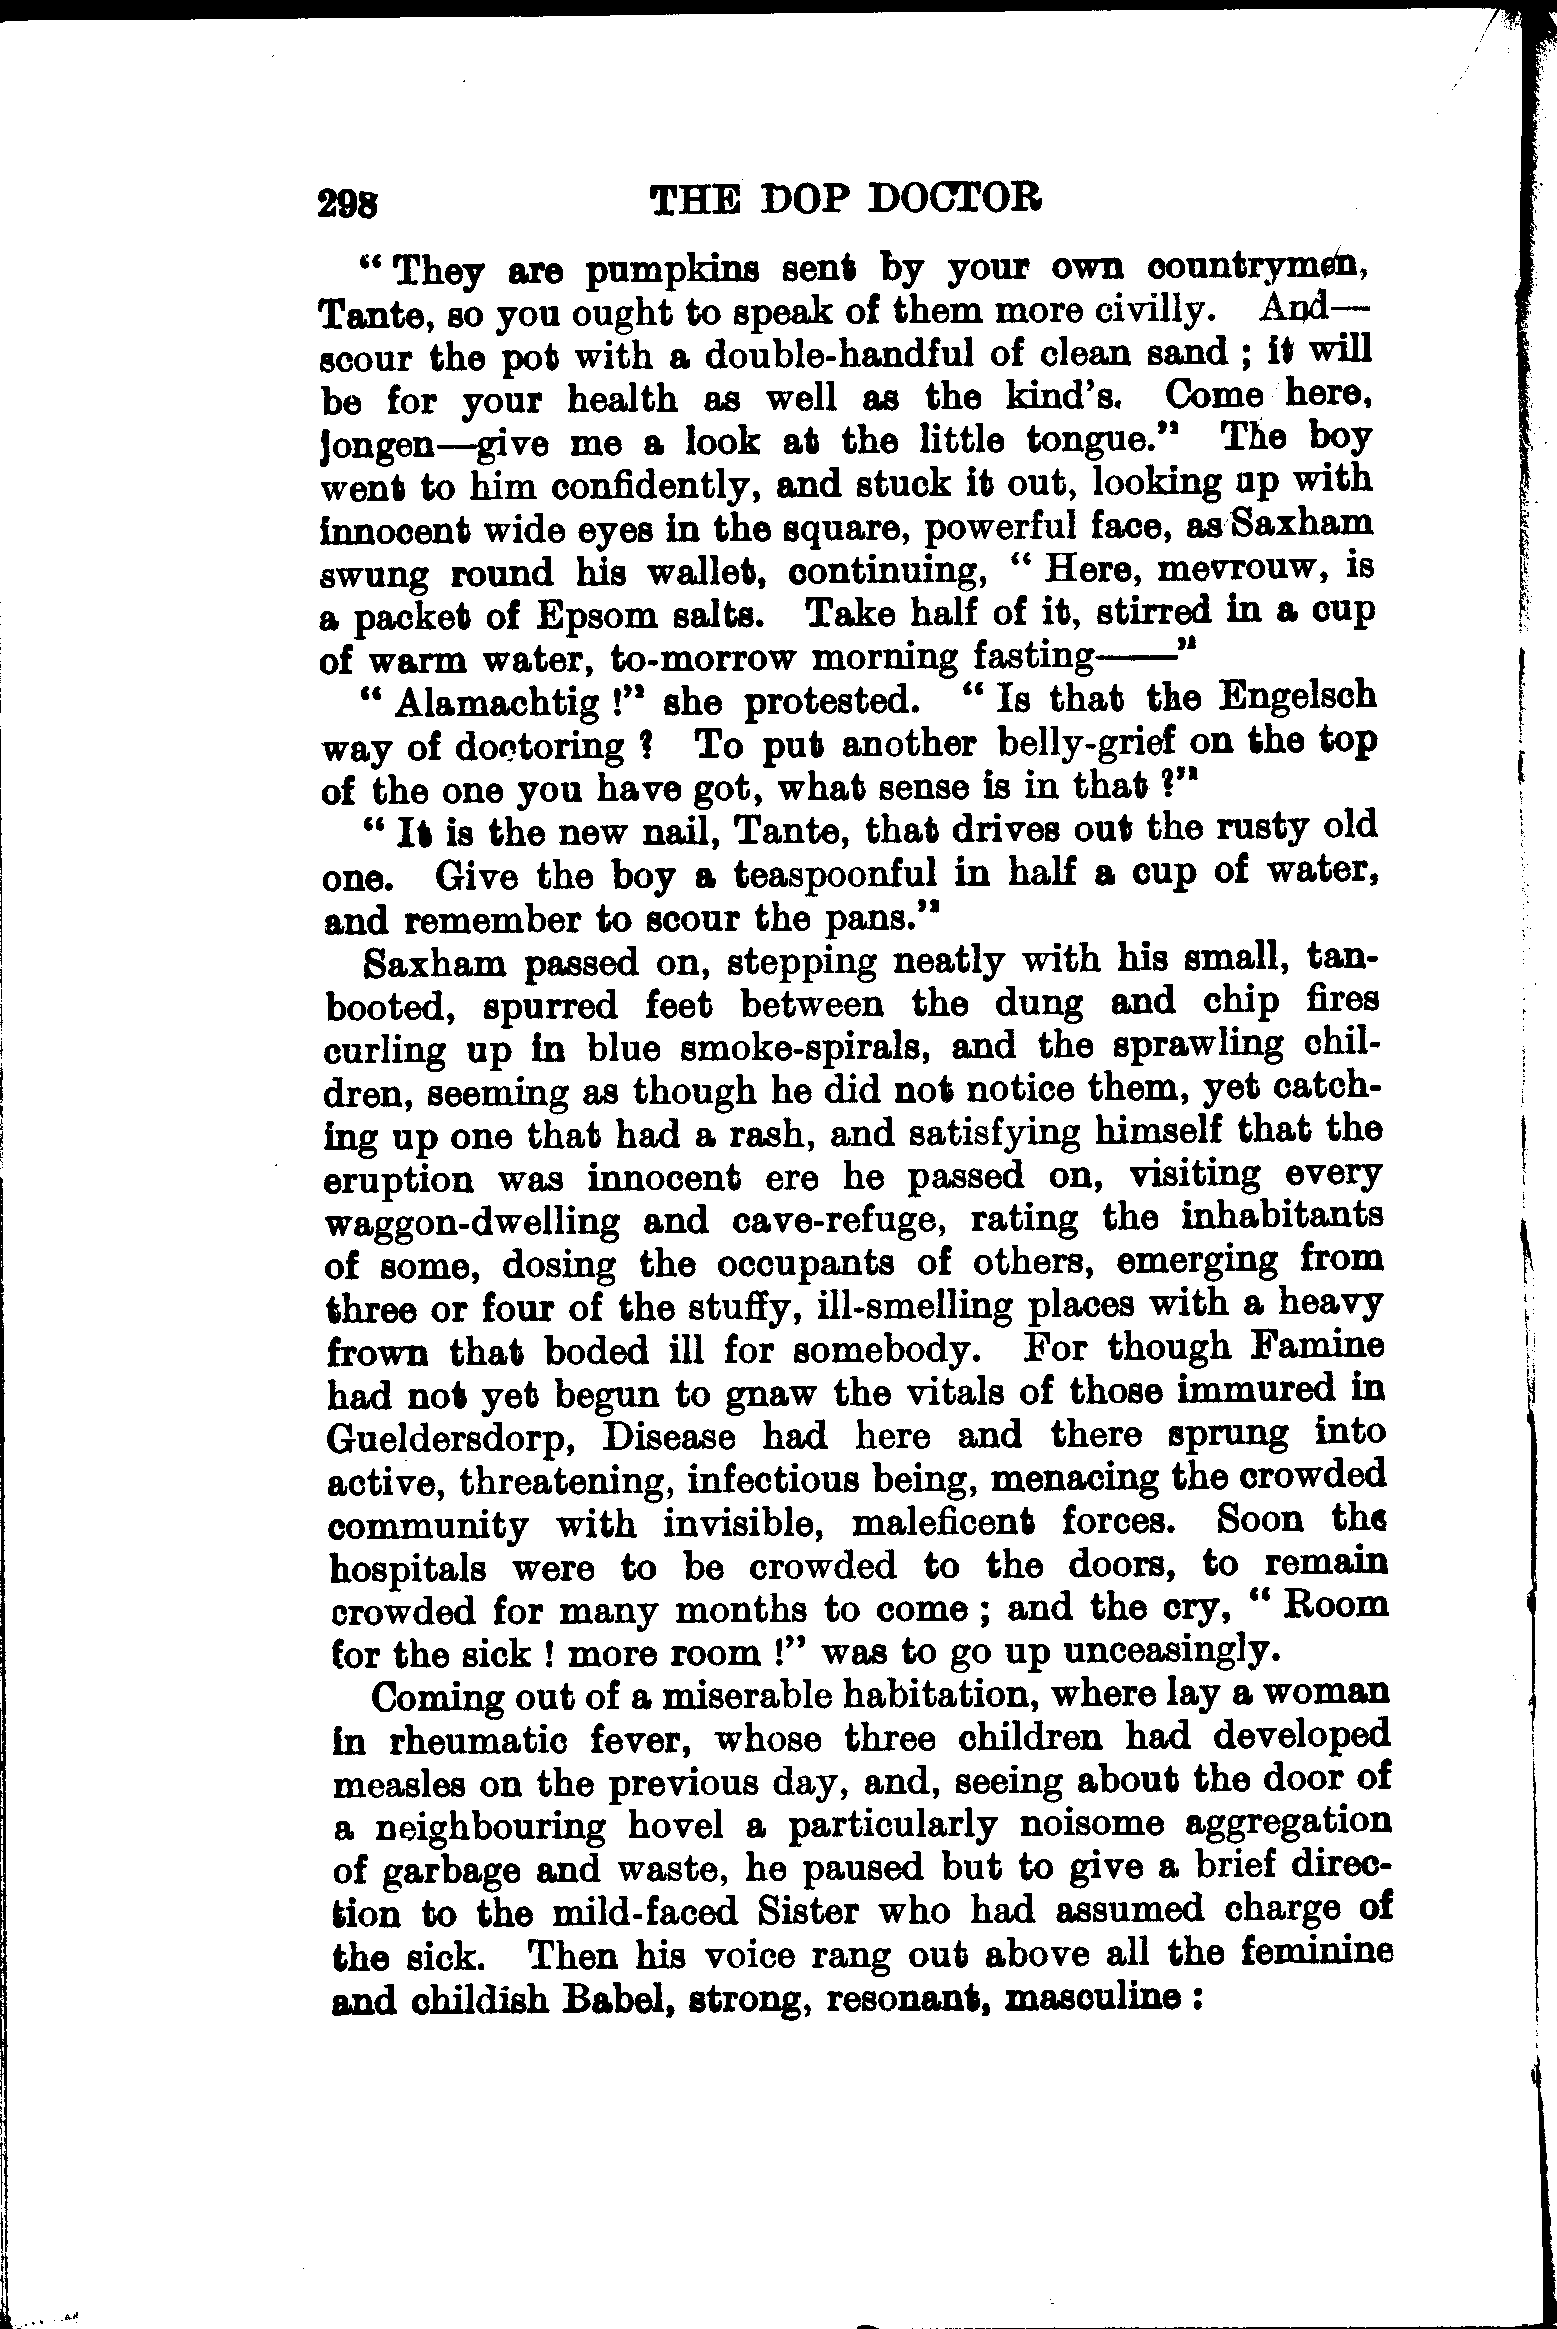 298 THE DOP DOCTOR
“ They are pumpkins sent by your own countrymen,
Tante, so you ought to speak of them more civilly. And—
scour the pot with a double-handful of clean sand ; it will
be for your health as well as the kind’s. Come here,
jongen—give me a look at the little tongue.” The boy
went to him confidently, and stuck it out, looking up with
innocent wide eyes in the square, powerful face, as Saxham
swung round his wallet, continuing, “ Here, mevrouw, is
a packet of Epsom salts. Take half of it, stirred in a cup
of warm water, to-morrow morning fasting——”
“ Alamachtig !” she protested. “ Is that the Engelsch
way of doctoring ? To put another belly-grief on the top
of the one you have got, what sense is in that ?”
“ It is the new nail, Tante, that drives out the rusty old
one. Give the boy a teaspoonful in half a cup of water,
and remember to scour the pans.”
Saxham passed on, stepping neatly with his small, tan-
booted, spurred feet between the dung and chip fires
curling up in blue smoke-spirals, and the sprawling chil-
dren, seeming as though he did not notice them, yet catch-
ing up one that had a rash, and satisfying himself that the
eruption was innocent ere he passed on, visiting every
waggon-dwelling and cave-refuge, rating the inhabitants
of some, dosing the occupants of others, emerging from
three or four of the stuffy, ill-smelling places with a heavy
frown that boded ill for somebody. For though Famine
had not yet begun to gnaw the vitals of those immured in
Gueldersdorp, Disease had here and there sprung into
active, threatening, infectious being, menacing the crowded
community with invisible, maleficent forces. Soon the
hospitals were to be crowded to the doors, to remain
crowded for many months to come ; and the cry, “ Room
for the sick ! more room !” was to go up unceasingly.
Coming out of a miserable habitation, where lay a woman
in rheumatic fever, whose three children had developed
measles on the previous day, and, seeing about the door of
a neighbouring hovel a particularly noisome aggregation
of garbage and waste, he paused but to give a brief direc-
tion to the mild-faced Sister who had assumed charge of
the sick. Then his voice rang out above all the feminine
and childish Babel, strong, resonant, masculine :